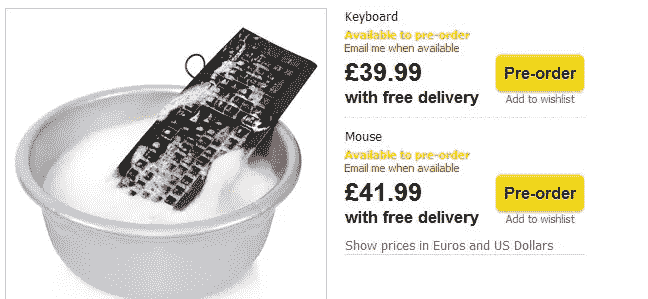 Keyboard
Available to pre-order
Email me when available
£39.99
Pre-order
with free delivery
Add to wishlist
Mouse
Available to pre-order
Email me when available
£41.99
Pre-order
with free delivery
Add to wishlist
Show prices in Euros and US Dollars